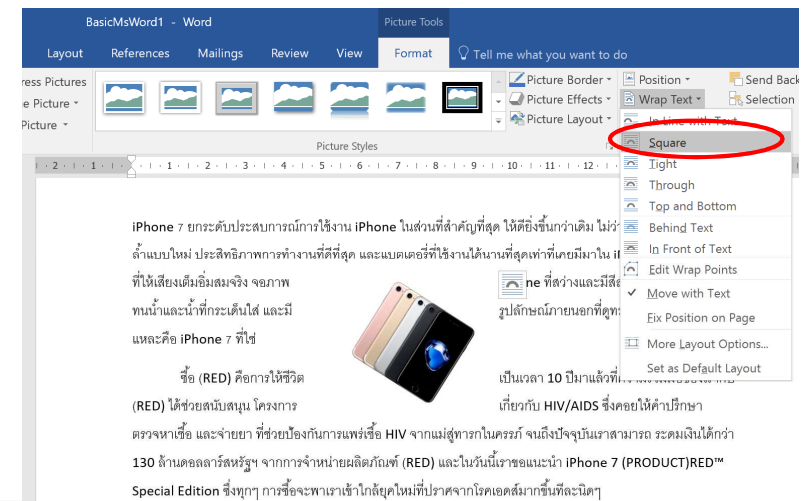 BasicMsWord1 - Word
Picture Tools
Layout References Mailings Review View Format Tell me what you want to do
ress Pictures
e Picture
Picture
Picture Border
Picture Effects
Picture Layout
Position
Wrap Text
Send Back
Selection
Picture Styles
In Line with Text
Square
Tight
Through
Top and Bottom
Behind Text
In Front of Text
Edit Wrap Points
Move with Text
Fix Position on Page
More Layout Options...
Set as Default Layout
2 1 1 2 3 4 5 6 7 8 9 10 11 12
iPhone 7 ยกระดับประสบการณ์การใช้งาน iPhone ในส่วนที่สำคัญที่สุด ให้ดียิ่งขึ้นกว่าเดิม ไม่ว่า
ล้ำแบบใหม่ ประสิทธิภาพการทำงานที่ดีที่สุด และแบตเตอรี่ที่ใช้งานได้นานที่สุดเท่าที่เคยมีมาใน
ที่ให้เสียงเต็มอิ่มสมจริง จอภาพ ne ที่สว่างและมีสี
ทนน้ำและน้ำที่กระเด็นใส่ และมี รูปลักษณ์ภายนอกที่ดู
แหละคือ iPhone 7 ที่ใช่
ซื้อ (RED) คือการให้ชีวิต เป็นเวลา 10 ปีมาแล้วที่
(RED) ได้ช่วยสนับสนุน โครงการ เกี่ยวกับ HIV/AIDS ซึ่งคอยให้คำปรึกษา
ตรวจหาเชื้อ และจ่ายยา ที่ช่วยป้องกันการแพร่เชื้อ HIV จากแม่สู่ทารกในครรภ์ จนถึงปัจจุบันเราสามารถ ระดมเงินได้กว่า
130 ล้านดอลลาร์สหรัฐฯ จากการจำหน่ายผลิตภัณฑ์ (RED) และในวันนี้เราขอแนะนำ iPhone 7 (PRODUCT)RED™
Special Edition ซึ่งทุกๆ การซื้อจะพาเราเข้าใกล้ยุคใหม่ที่ปราศจากโรคเอดส์มากขึ้นทีละนิดๆ